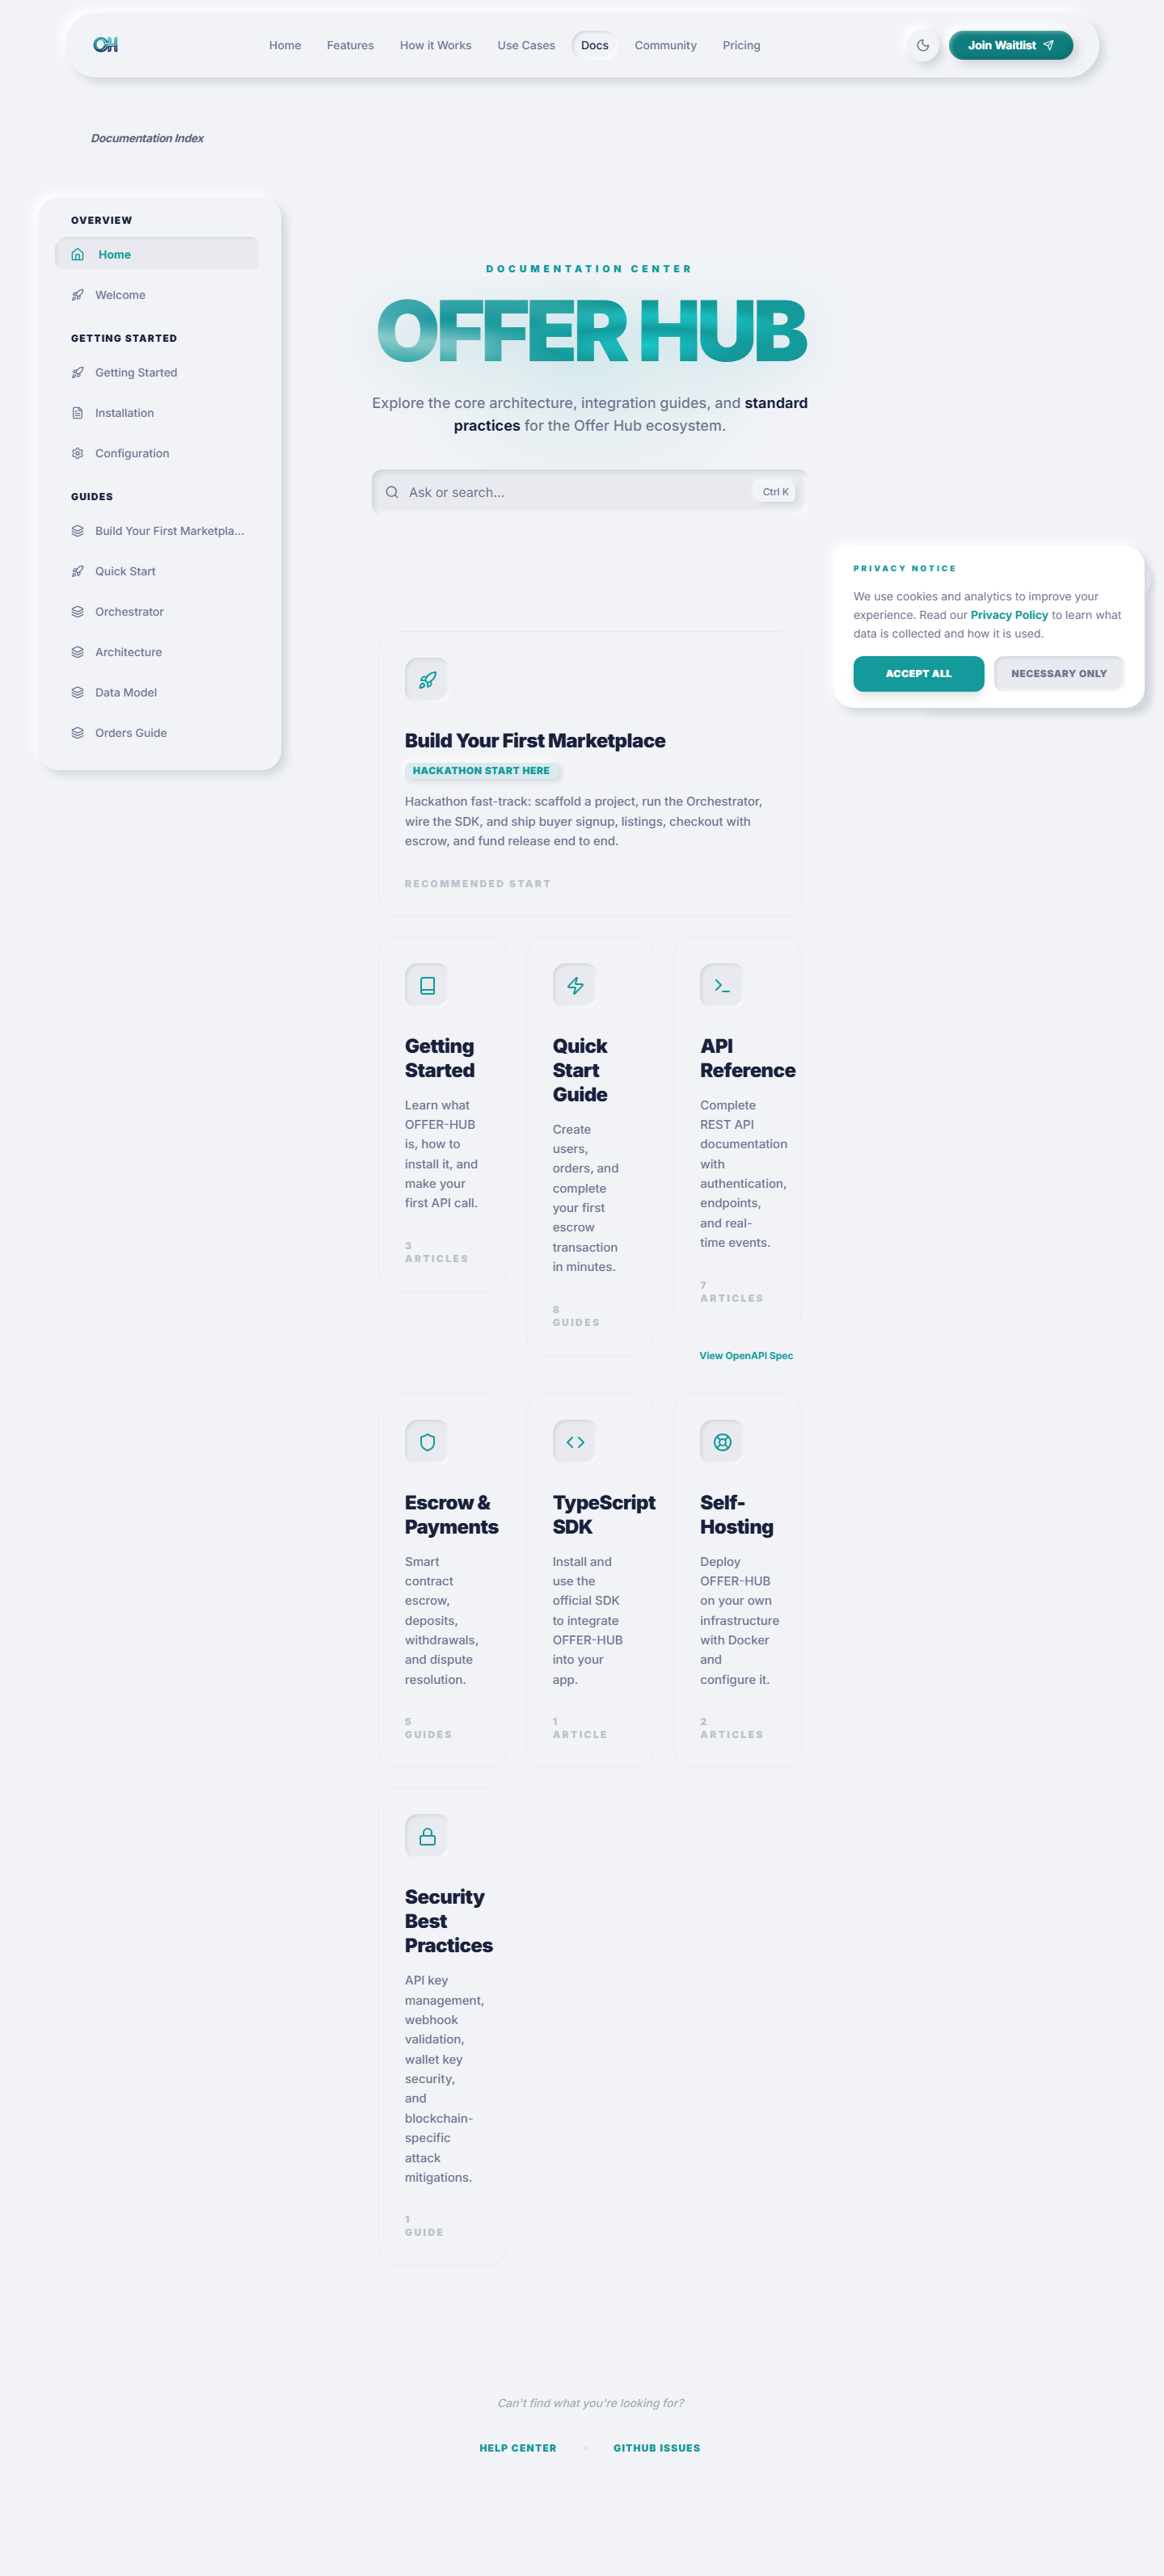 OH
Home
Features
How it Works
Use Cases
Docs
Community
Pricing
Join Waitlist
Documentation Index
OVERVIEW
Home
Welcome
GETTING STARTED
Getting Started
Installation
Configuration
GUIDES
Build Your First Marketpla...
Quick Start
Orchestrator
Architecture
Data Model
Orders Guide
DOCUMENTATION CENTER
OFFER HUB
Explore the core architecture, integration guides, and standard
practices for the Offer Hub ecosystem.
Ask or search...
Ctrl K
PRIVACY NOTICE
We use cookies and analytics to improve your
experience. Read our Privacy Policy to learn what
data is collected and how it is used.
ACCEPT ALL
NECESSARY ONLY
Build Your First Marketplace
HACKATHON START HERE
Hackathon fast-track: scaffold a project, run the Orchestrator,
wire the SDK, and ship buyer signup, listings, checkout with
escrow, and fund release end to end.
RECOMMENDED START
Getting
Started
Learn what
OFFER-HUB
is, how to
install it, and
make your
first API call.
3
ARTICLES
Quick
Start
Guide
Create
users,
orders, and
complete
your first
escrow
transaction
in minutes.
8
GUIDES
API
Reference
Complete
REST API
documentation
with
authentication,
endpoints,
and real-
time events.
7
ARTICLES
View OpenAPI Spec
Escrow &
Payments
Smart
contract
escrow,
deposits,
withdrawals,
and dispute
resolution.
5
GUIDES
TypeScript
SDK
Install and
use the
official SDK
to integrate
OFFER-HUB
into your
app.
1
ARTICLE
Self-
Hosting
Deploy
OFFER-HUB
on your own
infrastructure
with Docker
and
configure it.
2
ARTICLES
Security
Best
Practices
API key
management,
webhook
validation,
wallet key
security,
and
blockchain-
specific
attack
mitigations.
1
GUIDE
Can't find what you're looking for?
HELP CENTER
GITHUB ISSUES